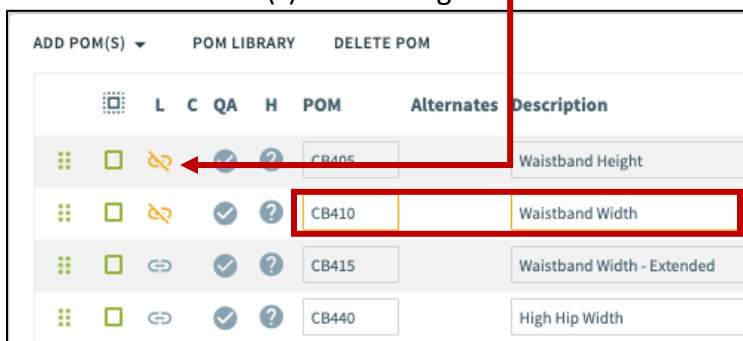 ADD POM(S) POM LIBRARY DELETE POM
L C QA H POM Alternates Description
CB405 Waistband Height
CB410 Waistband Width
CB415 Waistband Width - Extended
CB440 High Hip Width